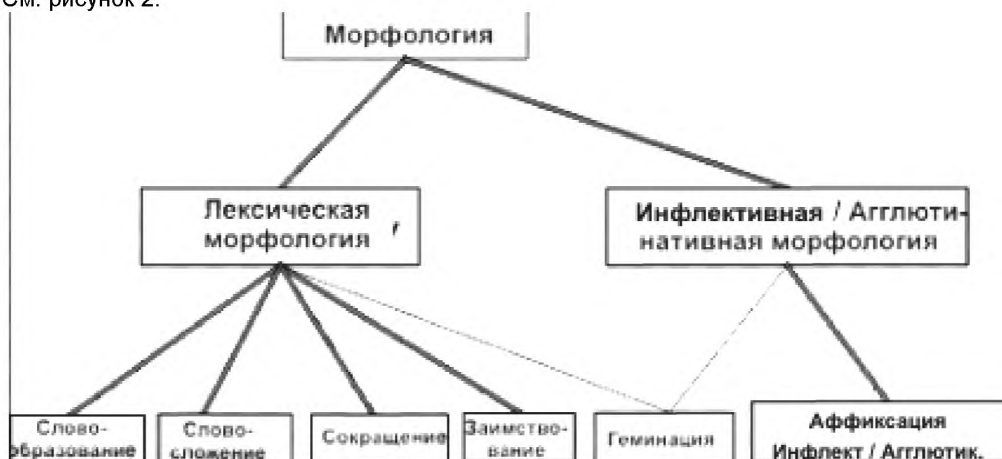 См. рисунок 2.
Морфология
Лексическая
морфология
Инфлективная / Агглюти-
нативная морфология
Слово-
образование
Слово-
сложение
Сокращение
Заимство-
вание
Геминация
Аффиксация
Инфлект / Агглютик.